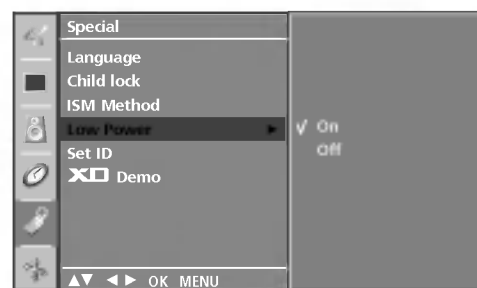 Special
Language
Child lock
ISM Method
Low Power ►
√ On
Off
Set ID
XD Demo
▲▼ ◄► OK MENU